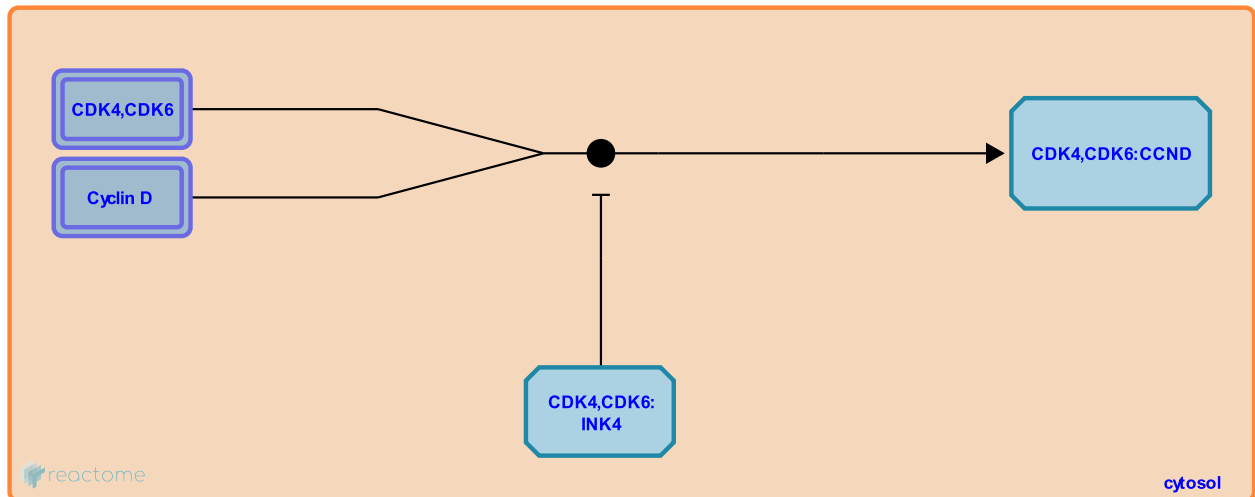 CDK4,CDK6
Cyclin D
CDK4,CDK6:CCND
CDK4,CDK6:
INK4
reactome
cytosol